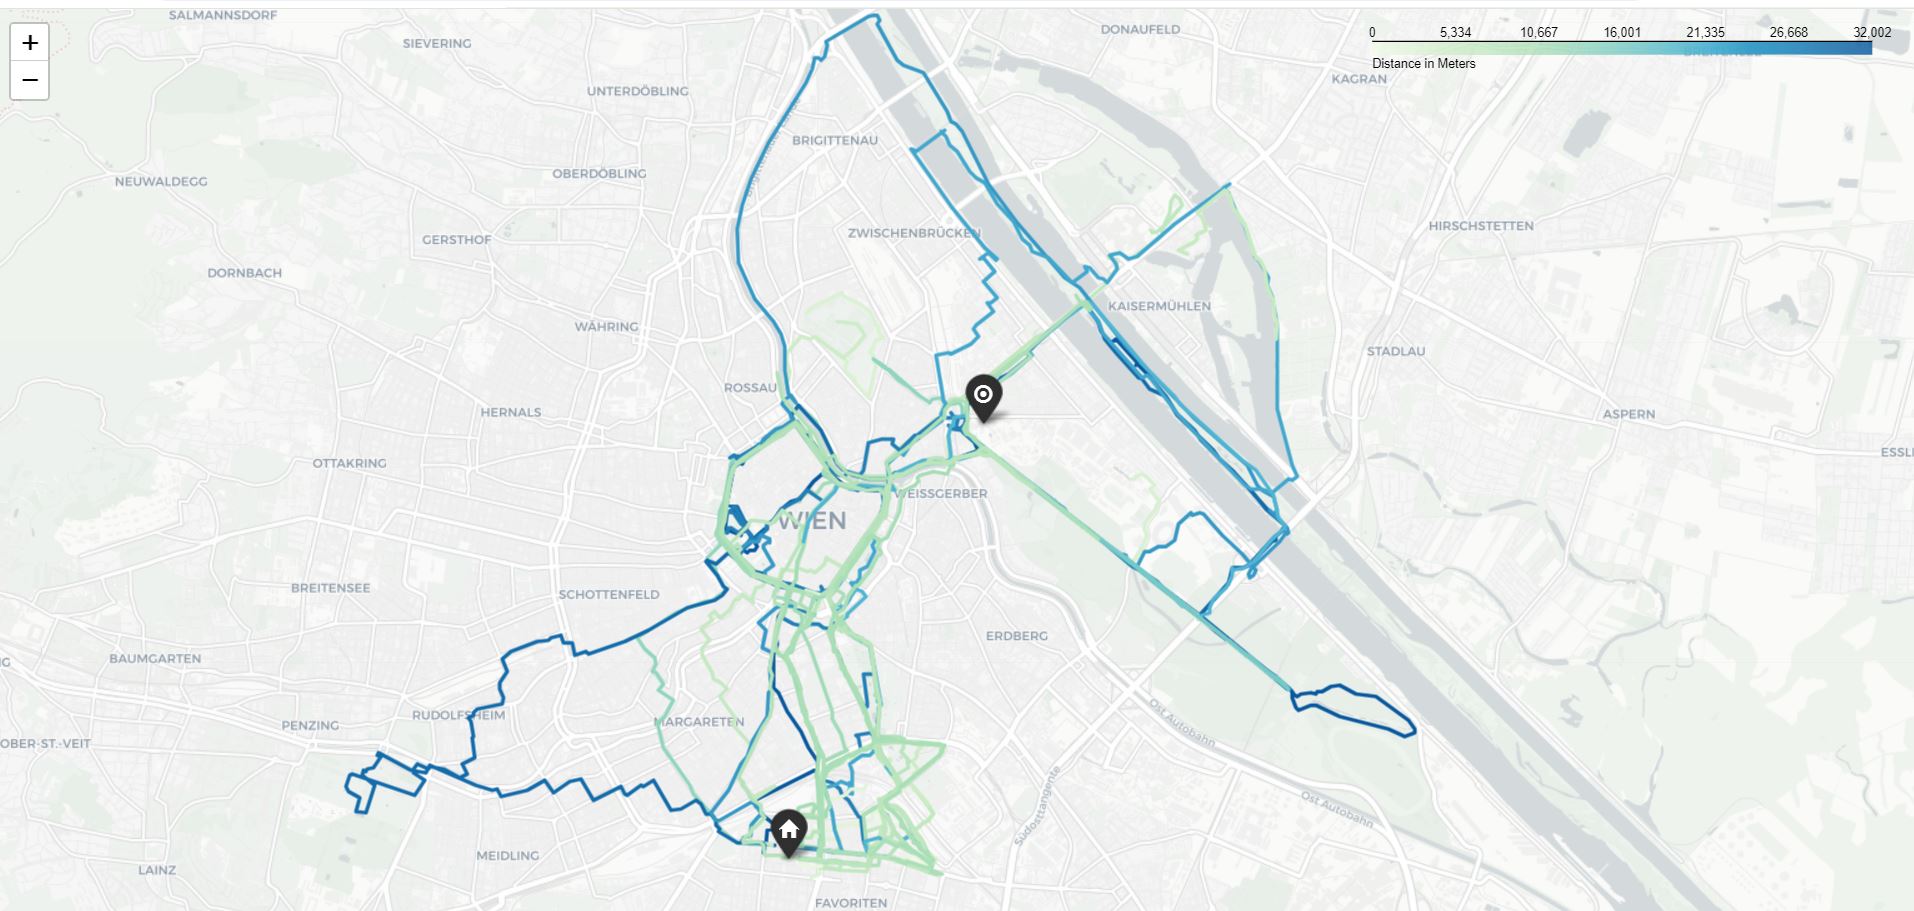 SALMANNSDORF
DONAUFELD
+
−
0 5,334 10,667 16,001 21,335 26,668 32,002
Distance in Meters
SIEVERING
KAGRAN
UNTERDÖBLING
BRIGITTENAU
OBERDÖBLING
NEUWALDEGG
HIRSCHSTETTEN
ZWISCHENBRÜCKEN
GERSTHOF
DORNBACH
KAISERMÜHLEN
WÄHRING
STADLAU
ROSSAU
HERNALS
ASPERN
ESSLI
OTTAKRING
WEISSGERBER
WIEN
BREITENSEE
SCHOTTENFELD
ERDBERG
BAUMGARTEN
RUDOLFSHEIM
MARGARETEN
PENZING
Ost Autobahn
OBER-ST.-VEIT
Südosttangente
Ost Autobahn
MEIDLING
LAINZ
FAVORITEN